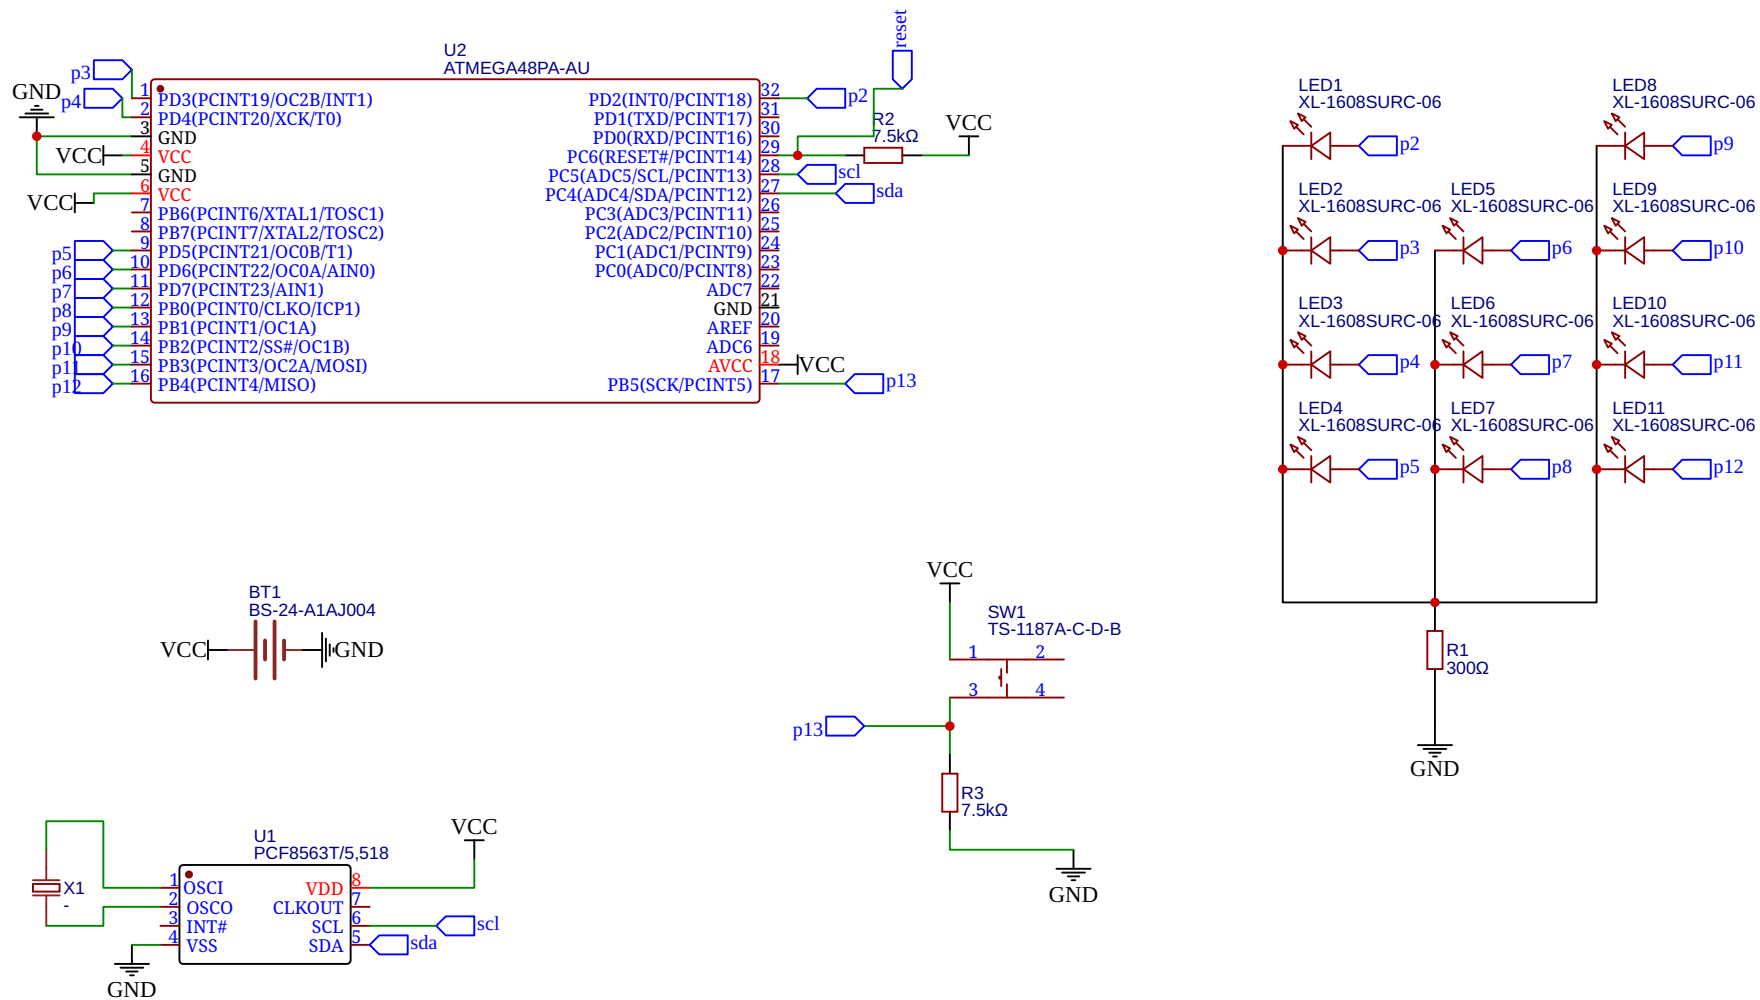 U2
ATMEGA48PA-AU
p3
p4
GND
VCC
VCC
p5
p6
p7
p8
p9
p10
p11
p12
1
2
3
4
5
6
7
8
9
10
11
12
13
14
15
16
PD3(PCINT19/OC2B/INT1)
PD4(PCINT20/XCK/T0)
GND
VCC
GND
VCC
PB6(PCINT6/XTAL1/TOSC1)
PB7(PCINT7/XTAL2/TOSC2)
PD5(PCINT21/OC0B/T1)
PD6(PCINT22/OC0A/AIN0)
PD7(PCINT23/AIN1)
PB0(PCINT0/CLKO/ICP1)
PB1(PCINT1/OC1A)
PB2(PCINT2/SS#/OC1B)
PB3(PCINT3/OC2A/MOSI)
PB4(PCINT4/MISO)
PD2(INT0/PCINT18)
PD1(TXD/PCINT17)
PD0(RXD/PCINT16)
PC6(RESET#/PCINT14)
PC5(ADC5/SCL/PCINT13)
PC4(ADC4/SDA/PCINT12)
PC3(ADC3/PCINT11)
PC2(ADC2/PCINT10)
PC1(ADC1/PCINT9)
PC0(ADC0/PCINT8)
ADC7
GND
AREF
ADC6
AVCC
PB5(SCK/PCINT5)
32
31
30
29
28
27
26
25
24
23
22
21
20
19
18
17
reset
p2
R2
7.5kΩ
VCC
scl
sda
VCC
p13
LED1
XL-1608SURC-06
p2
LED2
XL-1608SURC-06
p3
LED3
XL-1608SURC-06
p4
LED4
XL-1608SURC-06
p5
LED5
XL-1608SURC-06
p6
LED6
XL-1608SURC-06
p7
LED7
XL-1608SURC-06
p8
LED8
XL-1608SURC-06
p9
LED9
XL-1608SURC-06
p10
LED10
XL-1608SURC-06
p11
LED11
XL-1608SURC-06
p12
R1
300Ω
GND
BT1
BS-24-A1AJ004
VCC
GND
VCC
SW1
TS-1187A-C-D-B
1
2
3
4
p13
R3
7.5kΩ
GND
X1
-
U1
PCF8563T/5,518
1
2
3
4
OSCI
OSCO
INT#
VSS
VDD
CLKOUT
SCL
SDA
8
7
6
5
VCC
scl
sda
GND